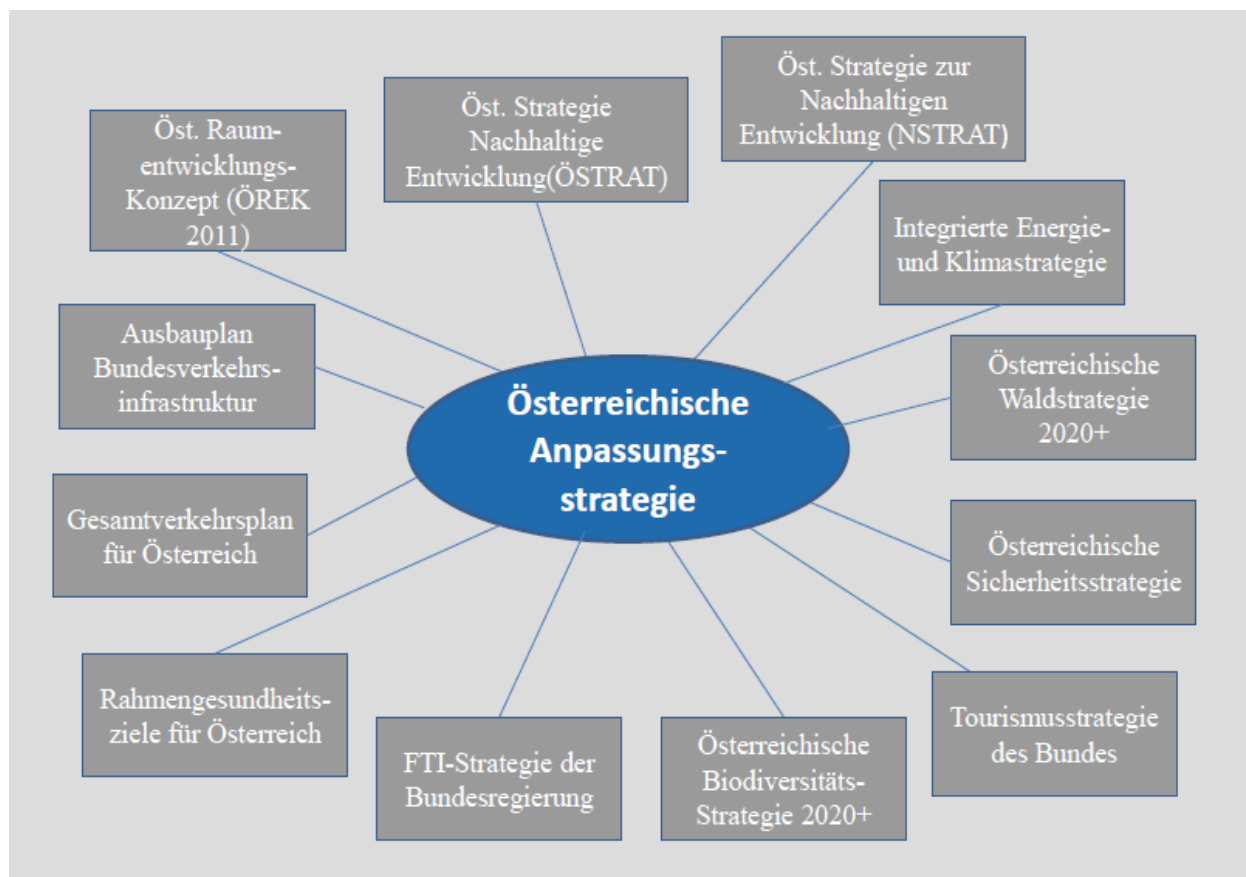 Öst. Raum-
entwicklungs-
Konzept (ÖREK
2011)
Öst. Strategie
Nachhaltige
Entwicklung(ÖSTRAT)
Öst. Strategie zur
Nachhaltigen
Entwicklung (NSTRAT)
Integrierte Energie-
und Klimastrategie
Ausbauplan
Bundesverkehrs-
infrastruktur
Österreichische
Anpassungs-
strategie
Österreichische
Waldstrategie
2020+
Gesamtverkehrsplan
für Österreich
Österreichische
Sicherheitsstrategie
Rahmengesundheits-
ziele für Österreich
FTI-Strategie der
Bundesregierung
Österreichische
Biodiversitäts-
Strategie 2020+
Tourismusstrategie
des Bundes